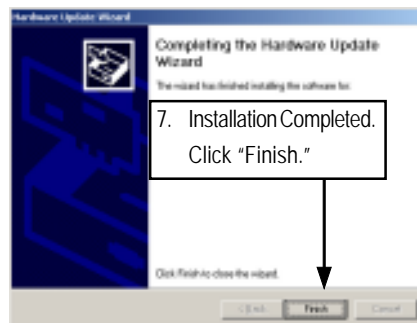 Hardware Update Wizard
Completing the Hardware Update
Wizard
The wizard has finished installing the software for:
7. Installation Completed.
Click “Finish.”
Click Finish to close the wizard.
< Back Finish Cancel